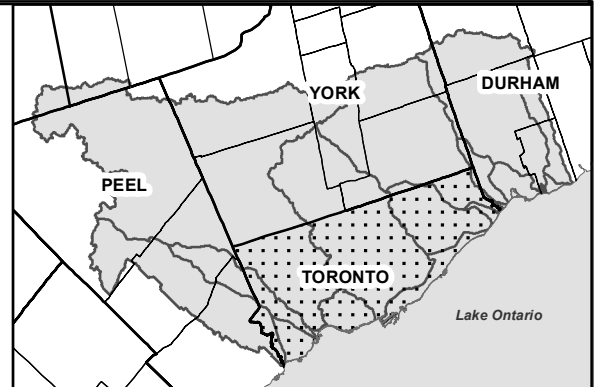 YORK
DURHAM
PEEL
TORONTO
Lake Ontario